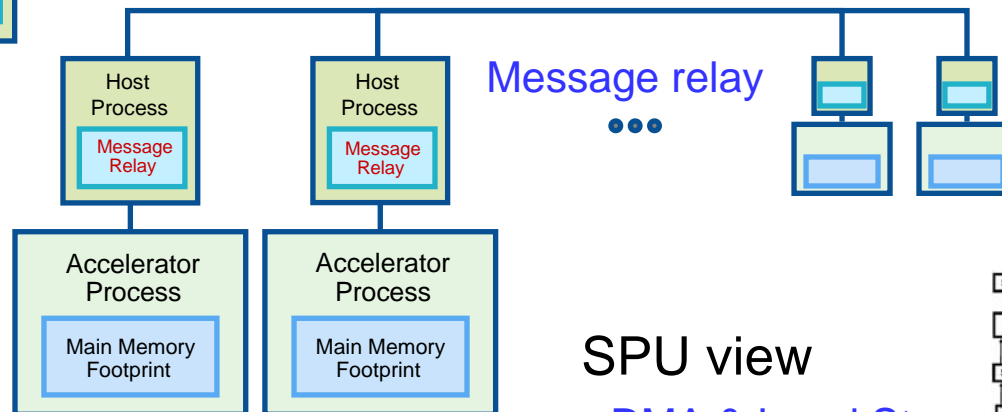 Host
Process
Message
Relay
Host
Process
Message
Relay
Message relay
Accelerator
Process
Main Memory
Footprint
Accelerator
Process
Main Memory
Footprint
SPU view